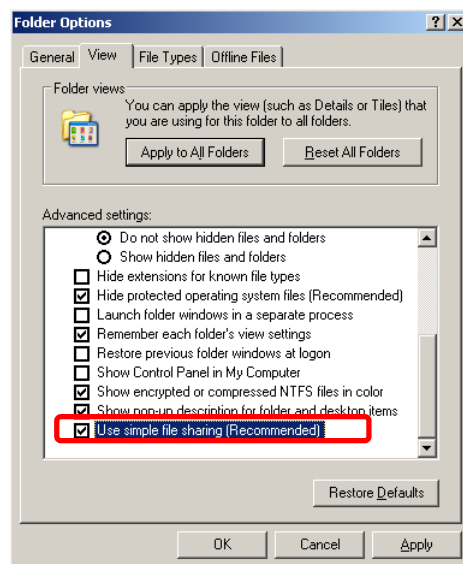 Folder Options
General View File Types Offline Files
Folder views
You can apply the view (such as Details or Tiles) that
you are using for this folder to all folders.
Apply to All Folders Reset All Folders
Advanced settings:
Do not show hidden files and folders
Show hidden files and folders
Hide extensions for known file types
Hide protected operating system files (Recommended)
Launch folder windows in a separate process
Remember each folder's view settings
Restore previous folder windows at logon
Show Control Panel in My Computer
Show encrypted or compressed NTFS files in color
Show pop-up description for folder and desktop items
Use simple file sharing (Recommended)
Restore Defaults
OK Cancel Apply